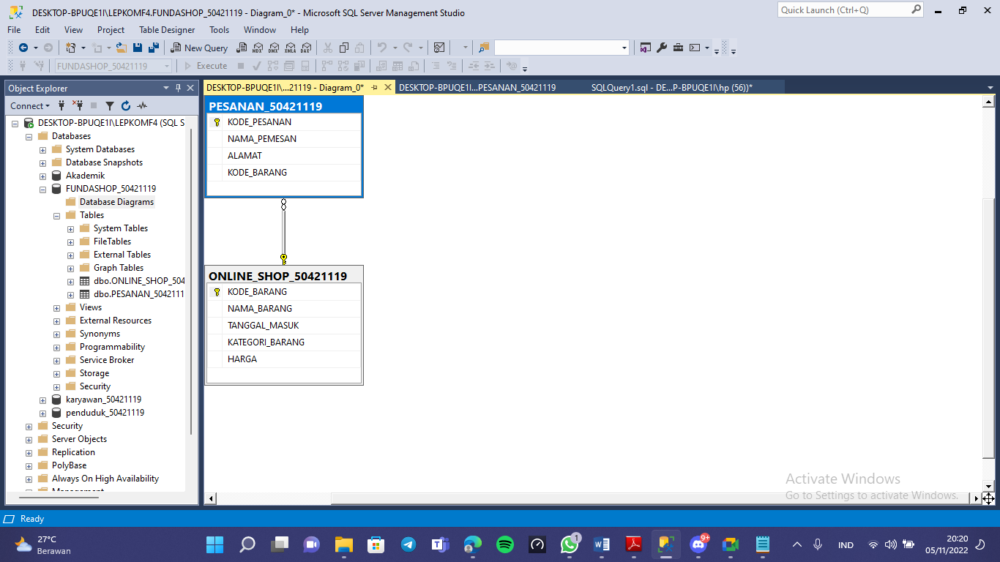 DESKTOP-BPUQE1I\LEPKOMF4.FUNDASHOP_50421119 - Diagram_0* - Microsoft SQL Server Management Studio
Quick Launch (Ctrl+Q)
File Edit View Project Table Designer Tools Window Help
New Query MDX DMX XMLA DAX
FUNDASHOP_50421119 Execute
Object Explorer
DESKTOP-BPUQE1I\...21119 - Diagram_0* DESKTOP-BPUQE1I...PESANAN_50421119 SQLQuery1.sql - DE...P-BPUQE1I\hp (56))*
Connect
DESKTOP-BPUQE1I\LEPKOMF4 (SQL S
Databases
System Databases
Database Snapshots
Akademik
FUNDASHOP_50421119
Database Diagrams
Tables
System Tables
FileTables
External Tables
Graph Tables
dbo.ONLINE_SHOP_504
dbo.PESANAN_5042111
Views
External Resources
Synonyms
Programmability
Service Broker
Storage
Security
karyawan_50421119
penduduk_50421119
Security
Server Objects
Replication
PolyBase
Always On High Availability
Management
PESANAN_50421119
KODE_PESANAN
NAMA_PEMESAN
ALAMAT
KODE_BARANG
ONLINE_SHOP_50421119
KODE_BARANG
NAMA_BARANG
TANGGAL_MASUK
KATEGORI_BARANG
HARGA
Activate Windows
Go to Settings to activate Windows.
Ready
27°C
Berawan
1
9+
IND
20:20
05/11/2022